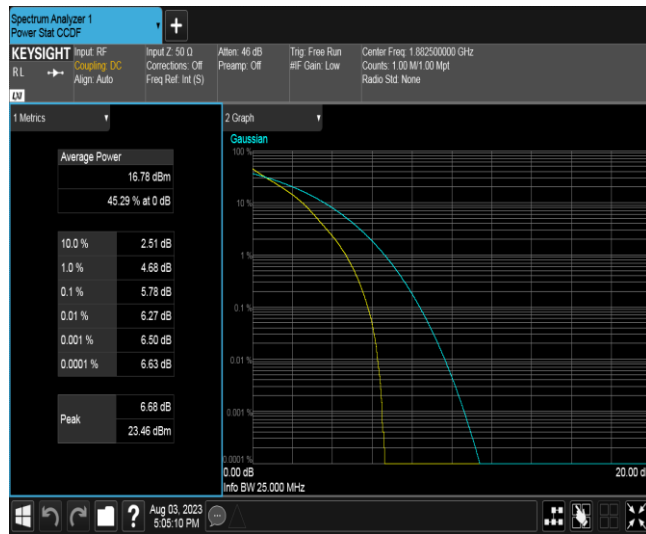 Spectrum Analyzer 1
Power Stat CCDF
+
KEYSIGHT
RL
LXI
Input: RF
Coupling: DC
Align: Auto
Input Z: 50 Ω
Corrections: Off
Freq Ref: Int (S)
Atten: 46 dB
Preamp: Off
Trig: Free Run
#IF Gain: Low
Center Freq: 1.882500000 GHz
Counts: 1.00 M/1.00 Mpt
Radio Std: None
1 Metrics
Average Power
16.78 dBm
45.29 % at 0 dB
10.0 % 2.51 dB
1.0 % 4.68 dB
0.1 % 5.78 dB
0.01 % 6.27 dB
0.001 % 6.50 dB
0.0001 % 6.63 dB
Peak
6.68 dB
23.46 dBm
2 Graph
Gaussian
100 %
10 %
1 %
0.1 %
0.01 %
0.001 %
0.0001 %
0.00 dB 20.00 d
Info BW 25.000 MHz
?
Aug 03, 2023
5:05:10 PM